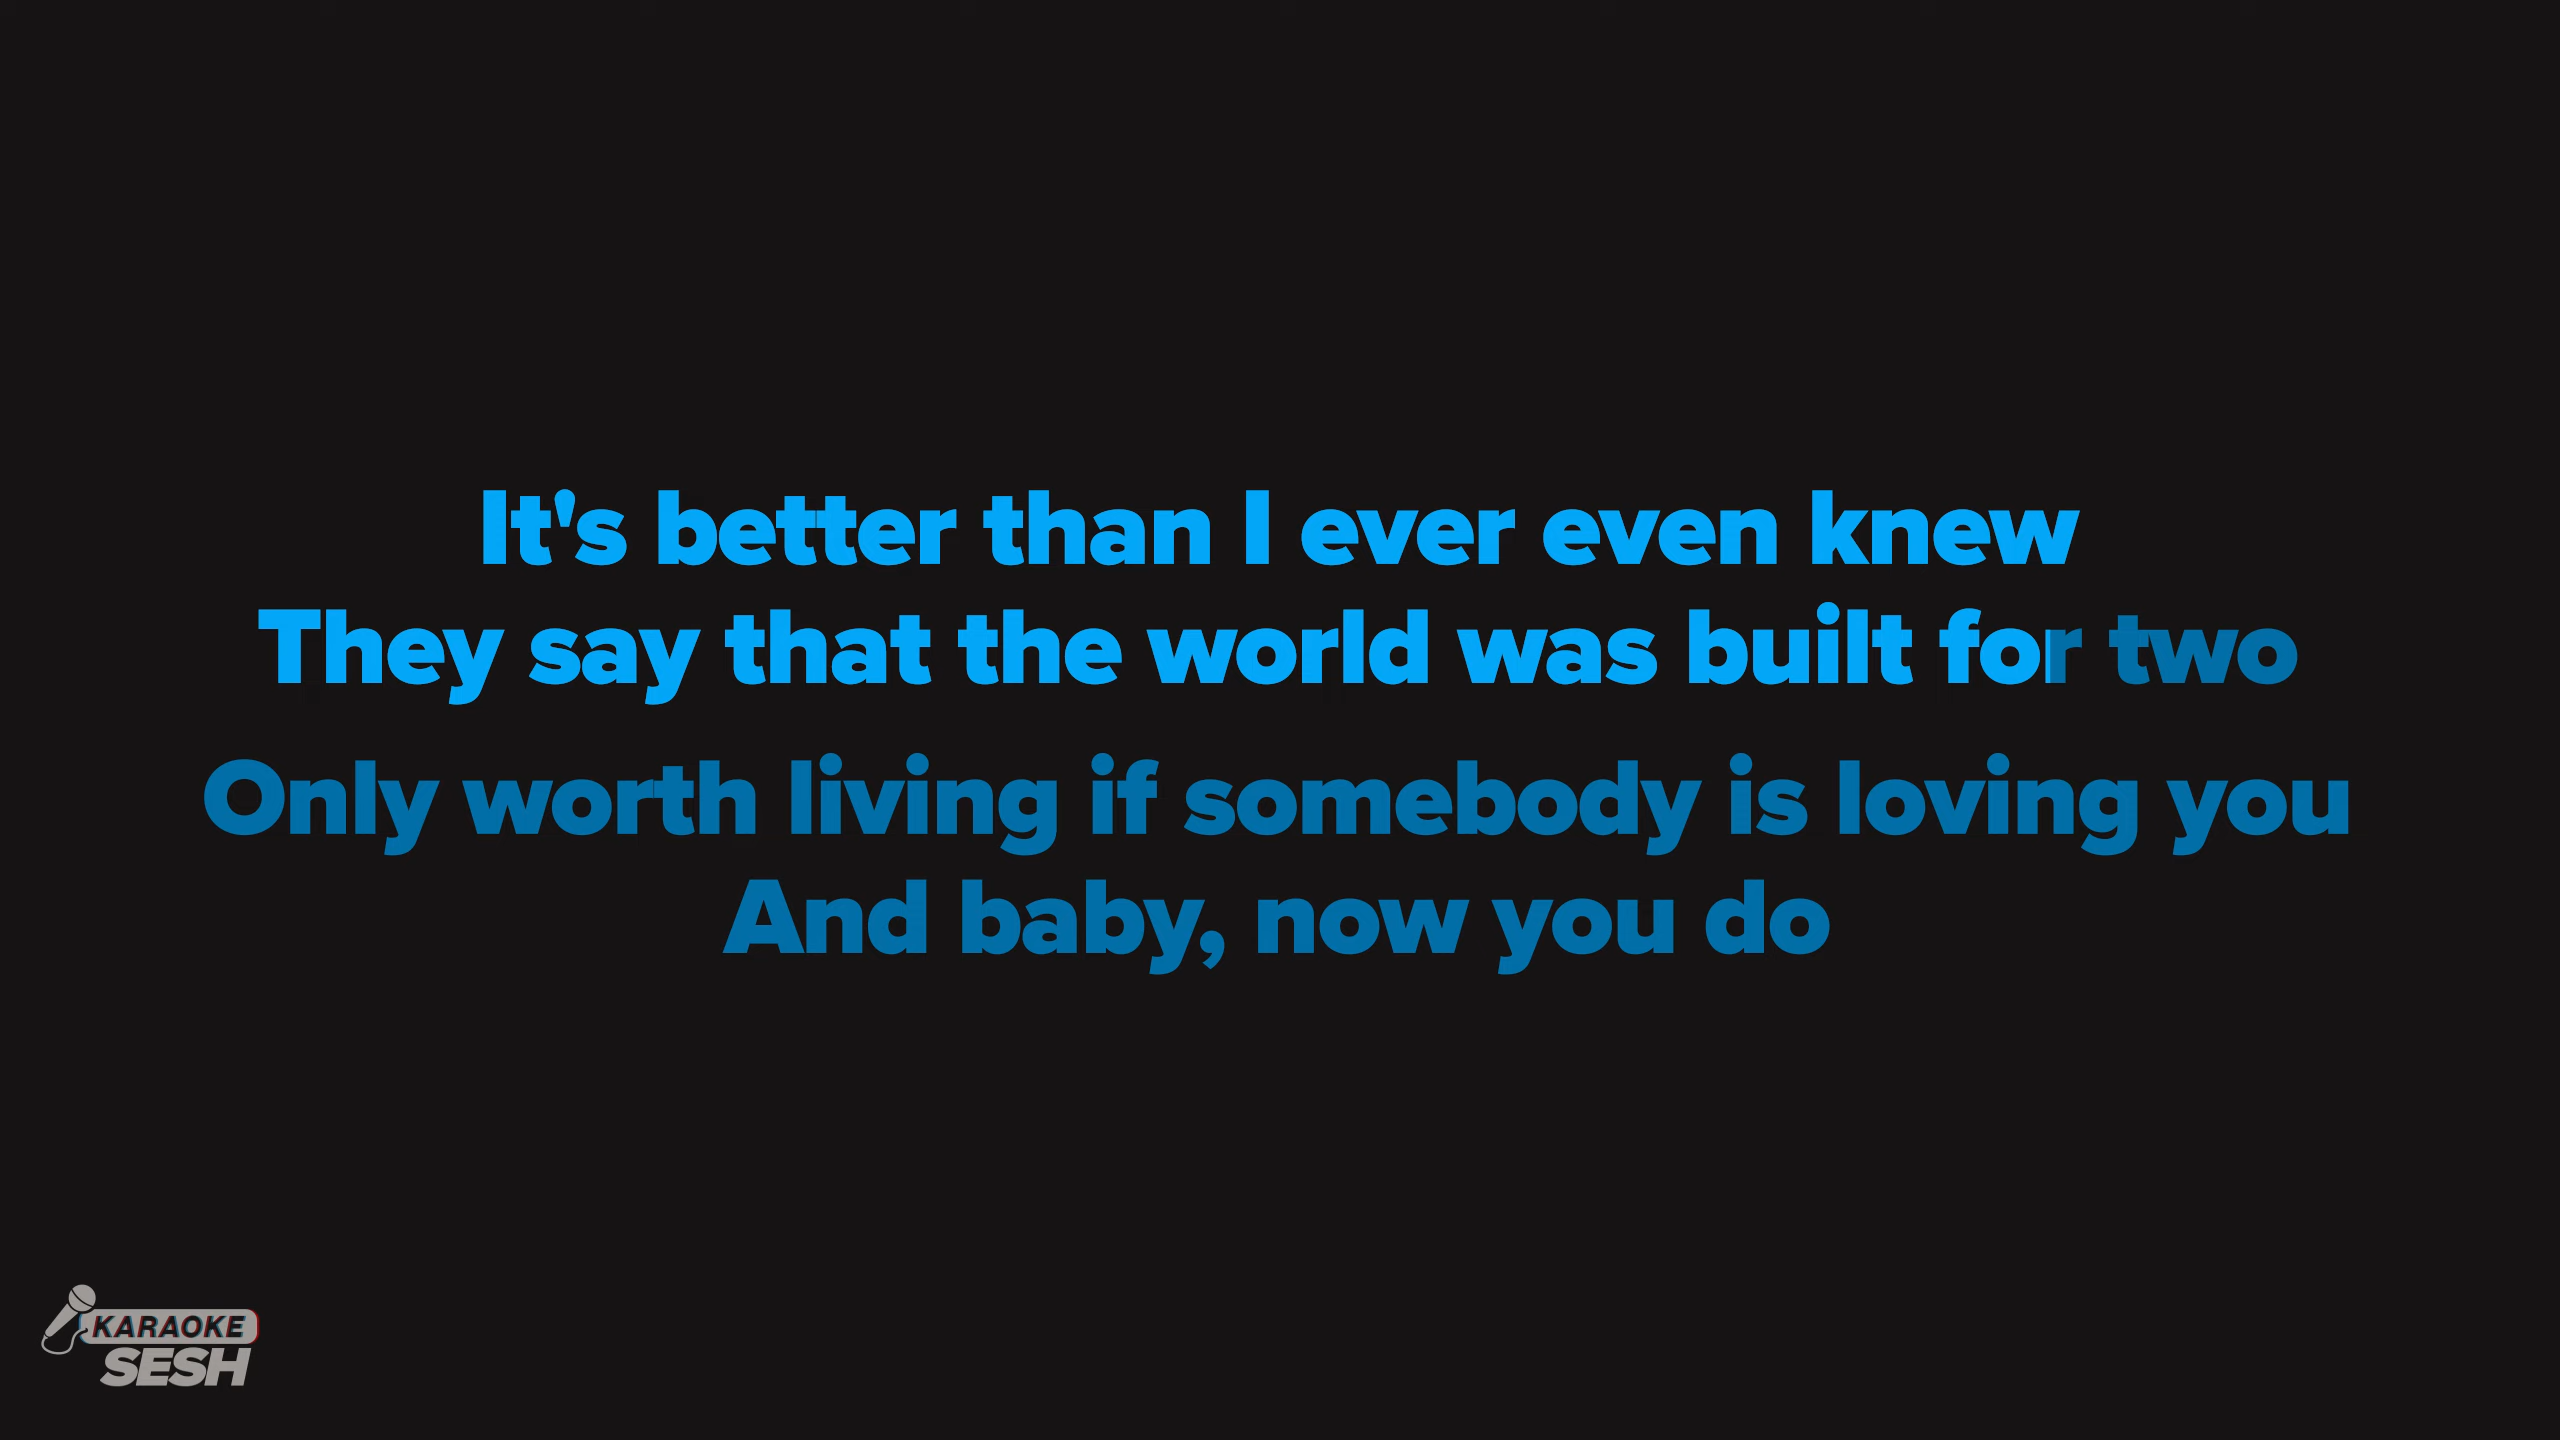 It's better than I ever even knew
They say that the world was built for two
Only worth living if somebody is loving you
And baby, now you do
KARAOKE
SESH